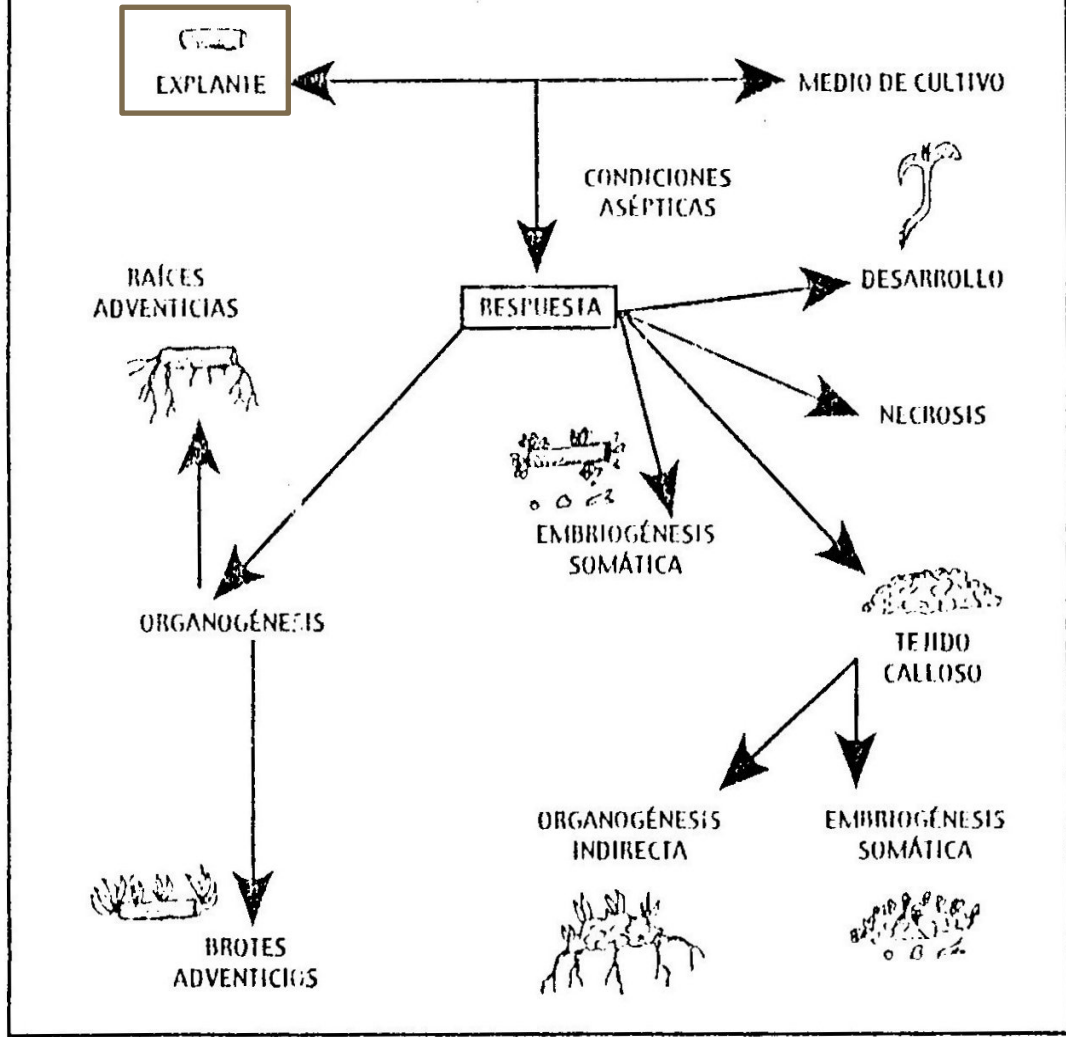 EXPLANTE
MEDIO DE CULTIVO
CONDICIONES
ASÉPTICAS
RAÍCES
ADVENTICIAS
RESPUESTA
DESARROLLO
NECROSIS
EMBRIOGÉNESIS
SOMÁTICA
ORGANOGÉNESIS
TEJIDO
CALLOSO
ORGANOGÉNESIS
INDIRECTA
EMBRIOGÉNESIS
SOMÁTICA
BROTES
ADVENTICIOS